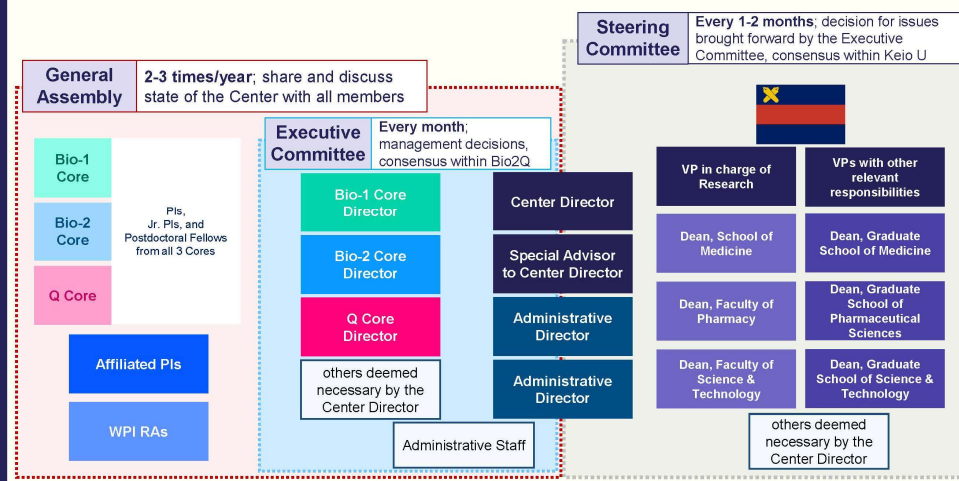 General
Assembly
2-3 times/year; share and discuss
state of the Center with all members
Bio-1
Core
Bio-2
Core
Q Core
PIs,
Jr. PIs, and
Postdoctoral Fellows
from all 3 Cores
Affiliated PIs
WPI RAs
Executive
Committee
Every month;
management decisions,
consensus within Bio2Q
Bio-1 Core
Director
Bio-2 Core
Director
Q Core
Director
others deemed
necessary by the
Center Director
Center Director
Special Advisor
to Center Director
Administrative
Director
Administrative
Director
Administrative Staff
Steering
Committee
Every 1-2 months; decision for issues
brought forward by the Executive
Committee, consensus within Keio U
VP in charge of
Research
VPs with other
relevant
responsibilities
Dean, School of
Medicine
Dean, Graduate
School of Medicine
Dean, Faculty of
Pharmacy
Dean, Graduate
School of
Pharmaceutical
Sciences
Dean, Faculty of
Science &
Technology
Dean, Graduate
School of Science &
Technology
others deemed
necessary by the
Center Director